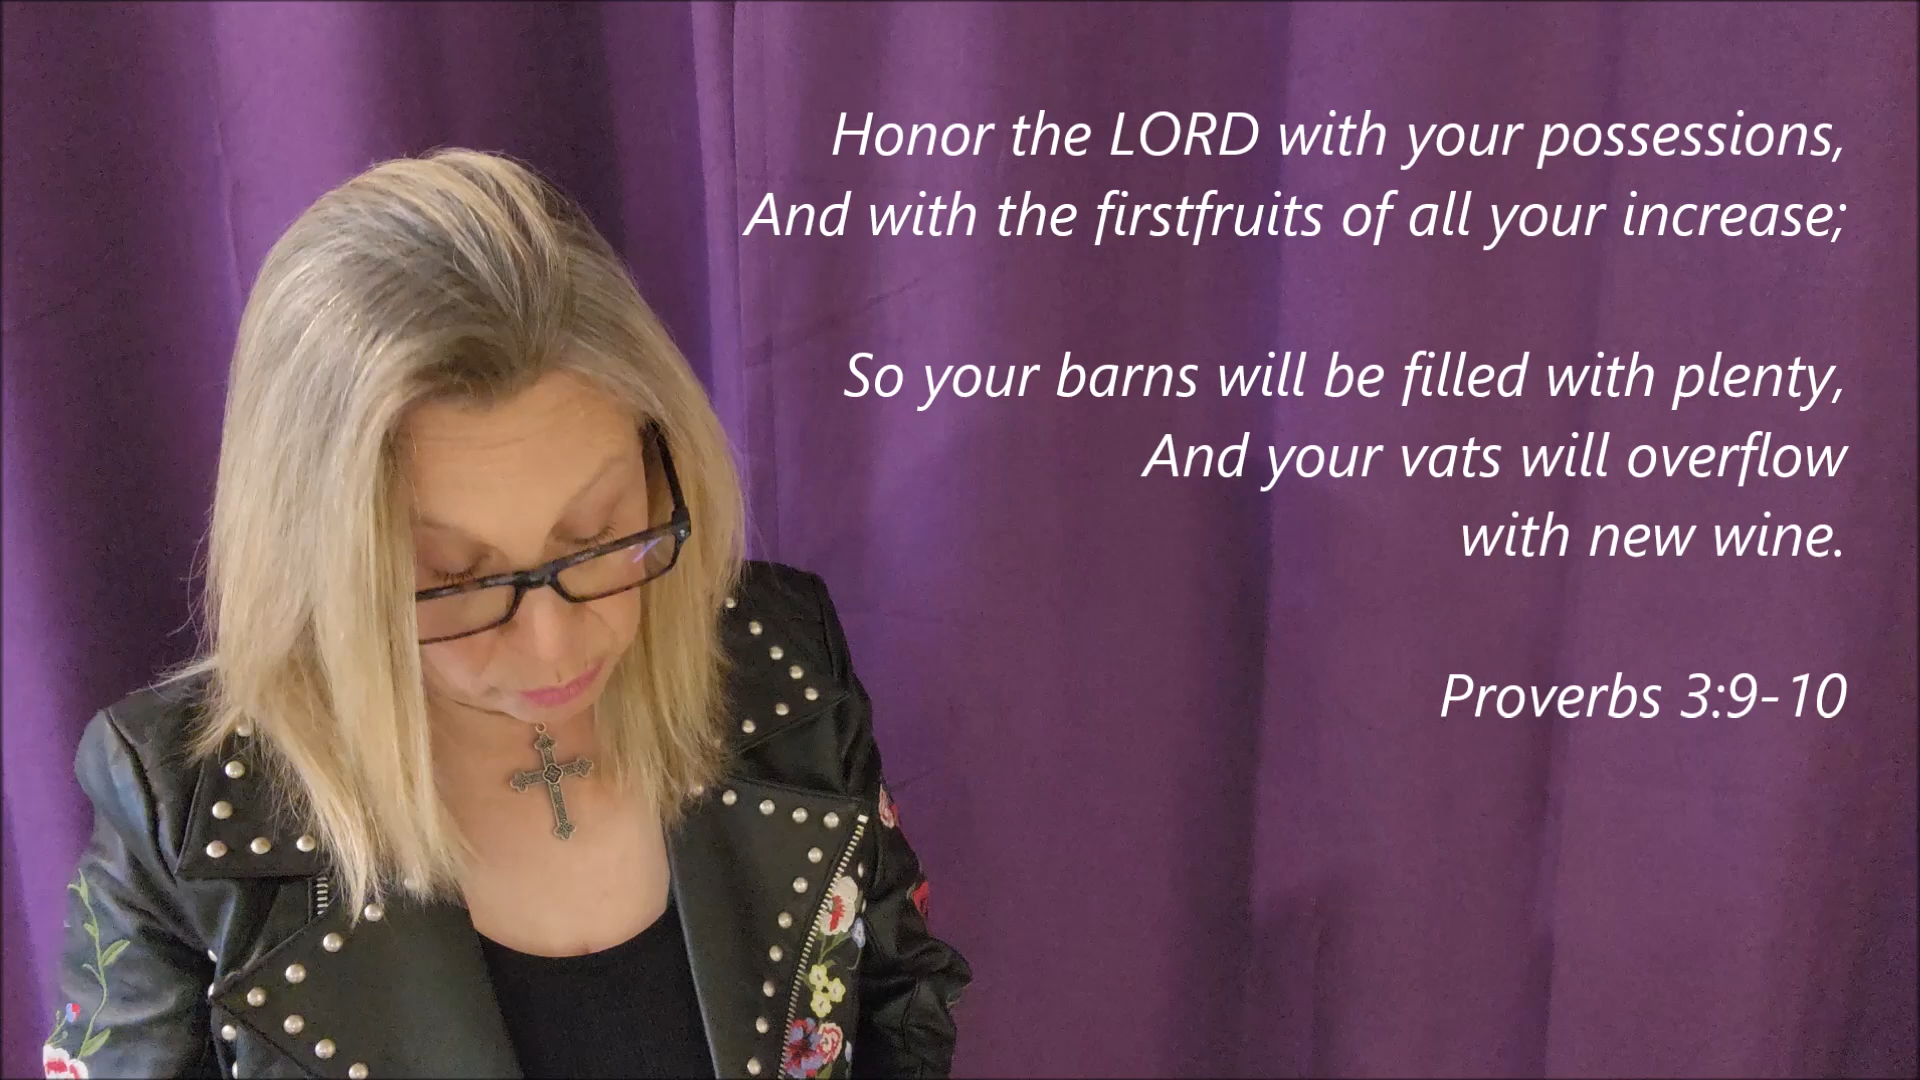 Honor the LORD with your possessions,
And with the firstfruits of all your increase;
So your barns will be filled with plenty,
And your vats will overflow
with new wine.
Proverbs 3:9-10